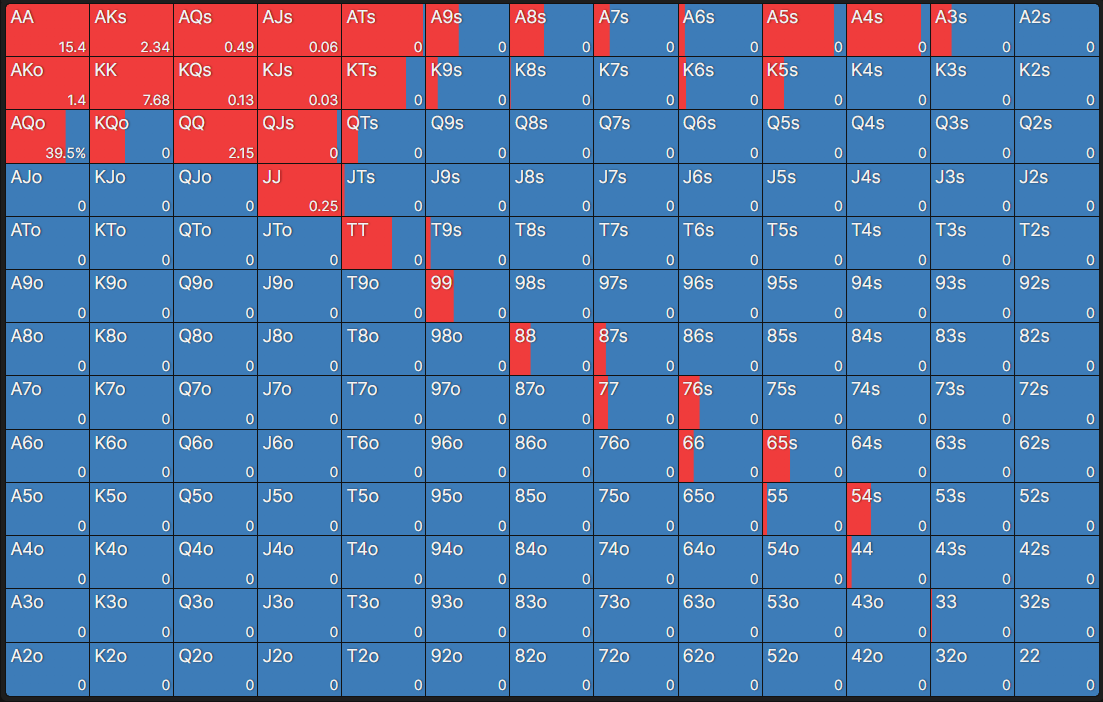 AA AKs AQs AJs ATs A9s A8s A7s A6s A5s A4s A3s A2s
15.4 2.34 0.49 0.06 0 0 0 0 0 0 0 0 0
AKo KK KQs KJs KTs K9s K8s K7s K6s K5s K4s K3s K2s
1.4 7.68 0.13 0.03 0 0 0 0 0 0 0 0 0
AQo KQo QQ QJs QTs Q9s Q8s Q7s Q6s Q5s Q4s Q3s Q2s
39.5% 0 2.15 0 0 0 0 0 0 0 0 0 0
AJo KJo QJo JJ JTs J9s J8s J7s J6s J5s J4s J3s J2s
0 0 0 0.25 0 0 0 0 0 0 0 0 0
ATo KTo QTo JTo TT T9s T8s T7s T6s T5s T4s T3s T2s
0 0 0 0 0 0 0 0 0 0 0 0 0
A9o K9o Q9o J9o T9o 99 98s 97s 96s 95s 94s 93s 92s
0 0 0 0 0 0 0 0 0 0 0 0 0
A8o K8o Q8o J8o T8o 98o 88 87s 86s 85s 84s 83s 82s
0 0 0 0 0 0 0 0 0 0 0 0 0
A7o K7o Q7o J7o T7o 97o 87o 77 76s 75s 74s 73s 72s
0 0 0 0 0 0 0 0 0 0 0 0 0
A6o K6o Q6o J6o T6o 96o 86o 76o 66 65s 64s 63s 62s
0 0 0 0 0 0 0 0 0 0 0 0 0
A5o K5o Q5o J5o T5o 95o 85o 75o 65o 55 54s 53s 52s
0 0 0 0 0 0 0 0 0 0 0 0 0
A4o K4o Q4o J4o T4o 94o 84o 74o 64o 54o 44 43s 42s
0 0 0 0 0 0 0 0 0 0 0 0 0
A3o K3o Q3o J3o T3o 93o 83o 73o 63o 53o 43o 33 32s
0 0 0 0 0 0 0 0 0 0 0 0 0
A2o K2o Q2o J2o T2o 92o 82o 72o 62o 52o 42o 32o 22
0 0 0 0 0 0 0 0 0 0 0 0 0